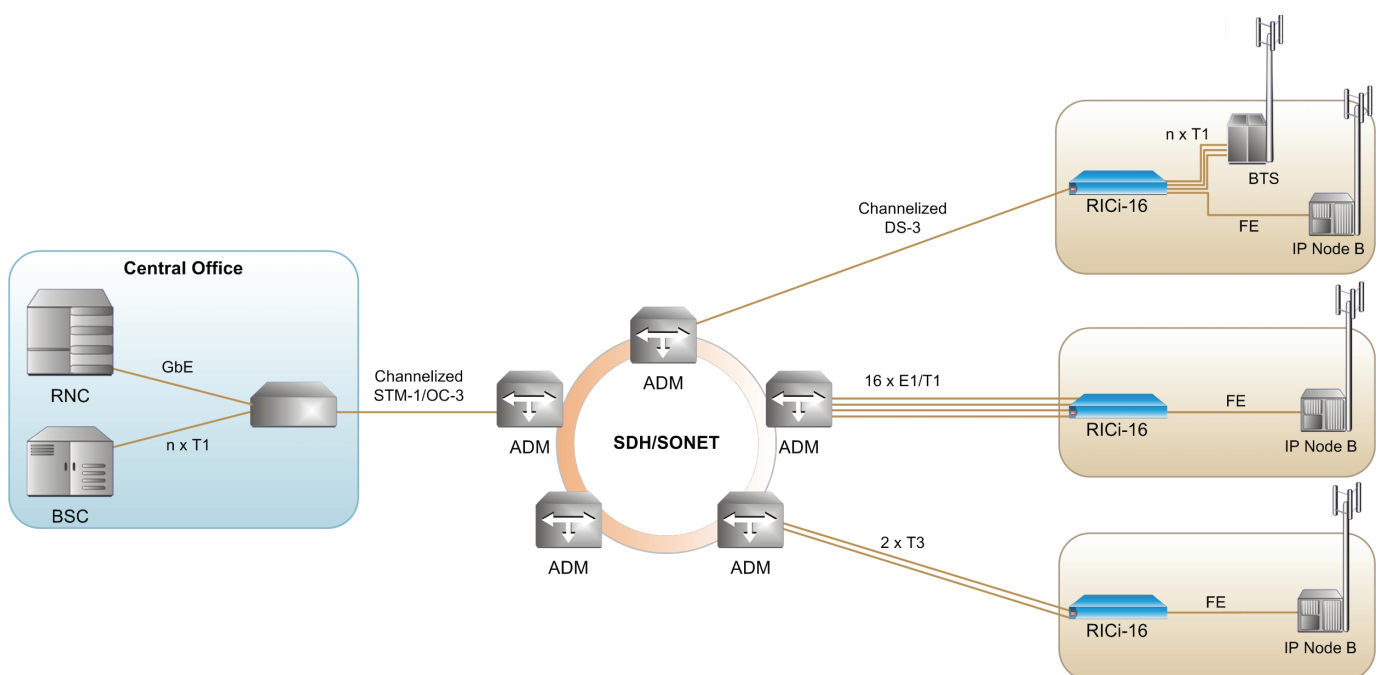 Central Office
RNC
GbE
BSC
n x T1
Channelized
STM-1/OC-3
ADM
ADM
ADM
ADM
ADM
SDH/SONET
Channelized
DS-3
RICi-16
n x T1
BTS
FE
IP Node B
16 x E1/T1
RICi-16
FE
IP Node B
2 x T3
RICi-16
FE
IP Node B